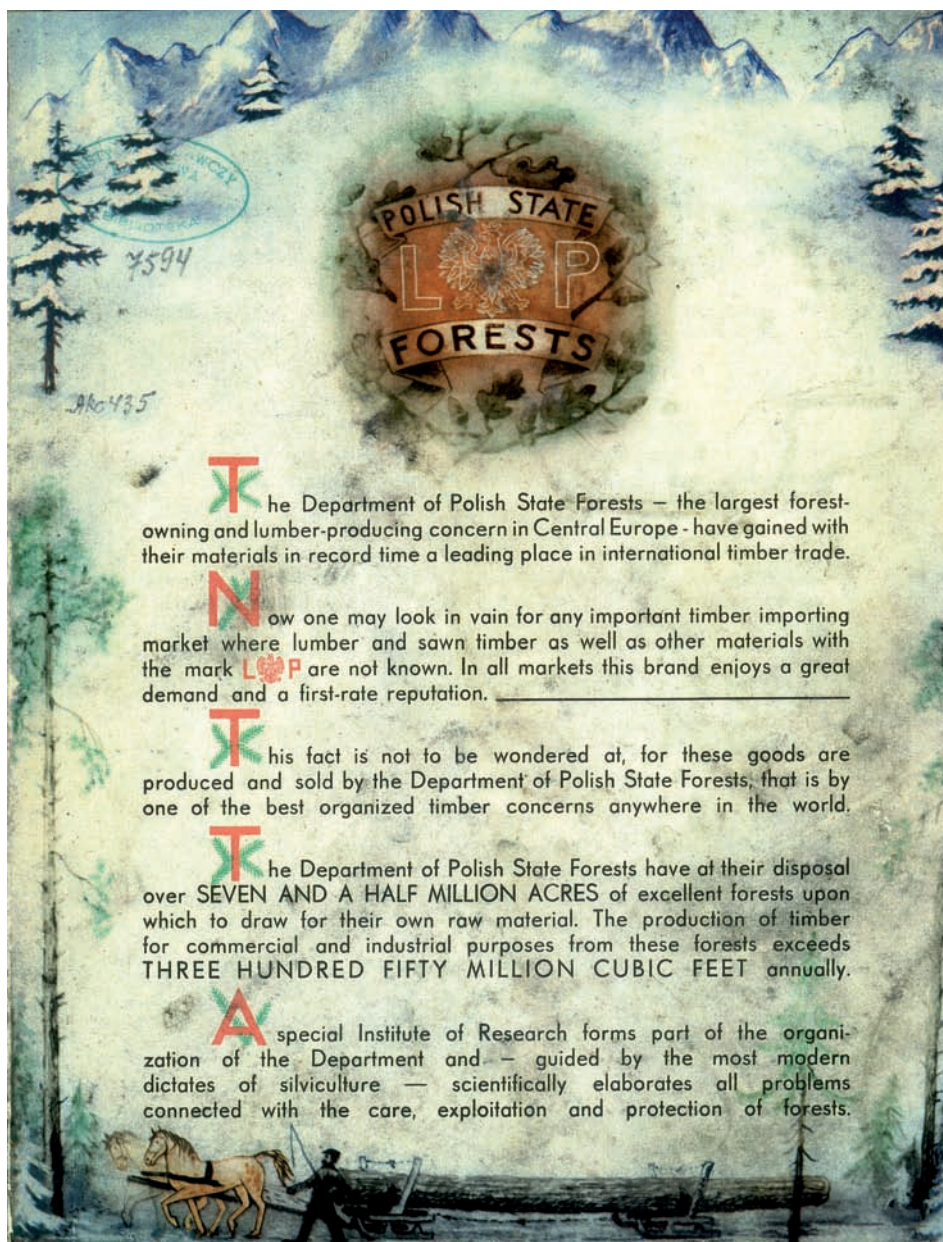 POLISH STATE
L P
FORESTS
7594
The Department of Polish State Forests — the largest forest-
owning and lumber-producing concern in Central Europe - have gained with
their materials in record time a leading place in international timber trade.
Now one may look in vain for any important timber importing
market where lumber and sawn timber as well as other materials with
the mark L P are not known. In all markets this brand enjoys a great
demand and a first-rate reputation.
This fact is not to be wondered at, for these goods are
produced and sold by the Department of Polish State Forests, that is by
one of the best organized timber concerns anywhere in the world.
The Department of Polish State Forests have at their disposal
over SEVEN AND A HALF MILLION ACRES of excellent forests upon
which to draw for their own raw material. The production of timber
for commercial and industrial purposes from these forests exceeds
THREE HUNDRED FIFTY MILLION CUBIC FEET annually.
A special Institute of Research forms part of the organi-
zation of the Department and — guided by the most modern
dictates of silviculture — scientifically elaborates all problems
connected with the care, exploitation and protection of forests.